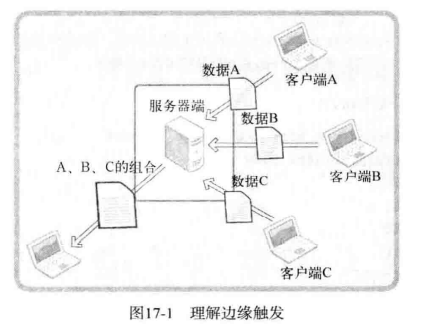 数据A
客户端A
服务器端
数据B
A、B、C的组合
客户端B
数据C
客户端C
图17-1 理解边缘触发